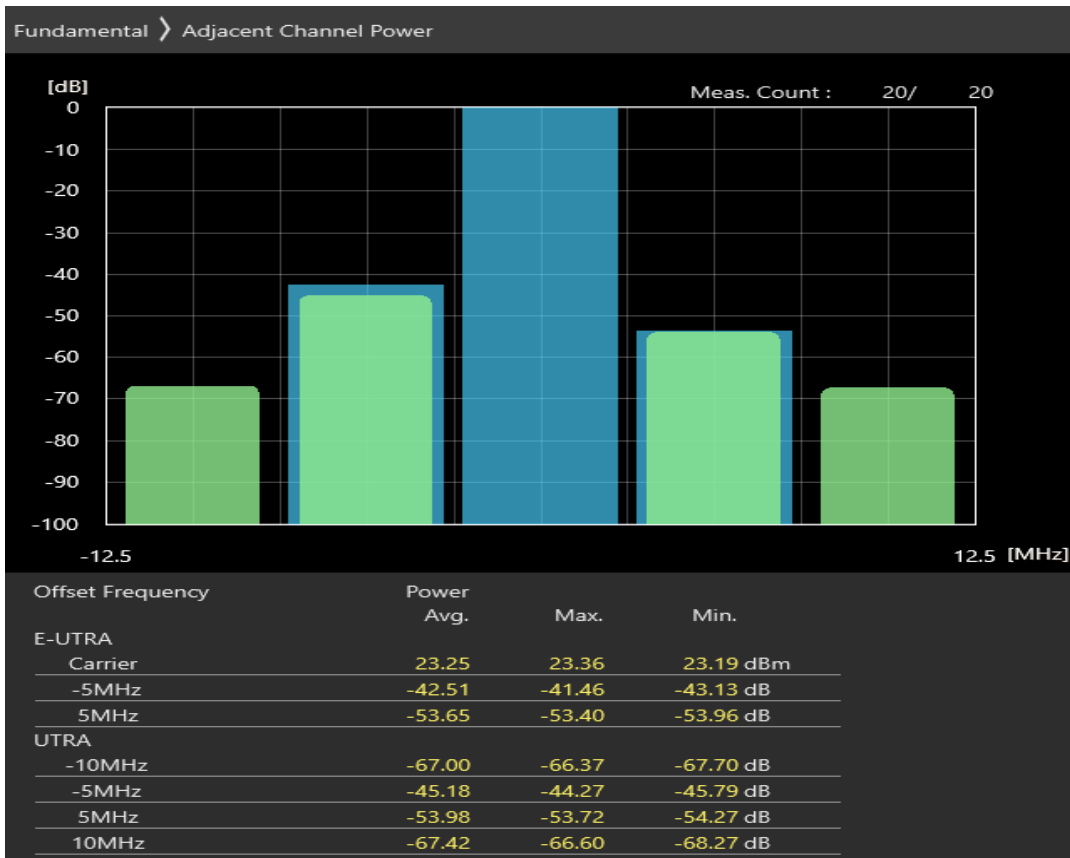 Fundamental 〉 Adjacent Channel Power
[dB]
Meas. Count : 20/ 20
0
-10
-20
-30
-40
-50
-60
-70
-80
-90
-100
-12.5 12.5 [MHz]
Offset Frequency Power
Avg. Max. Min.
E-UTRA
Carrier 23.25 23.36 23.19 dBm
-5MHz -42.51 -41.46 -43.13 dB
5MHz -53.65 -53.40 -53.96 dB
UTRA
-10MHz -67.00 -66.37 -67.70 dB
-5MHz -45.18 -44.27 -45.79 dB
5MHz -53.98 -53.72 -54.27 dB
10MHz -67.42 -66.60 -68.27 dB